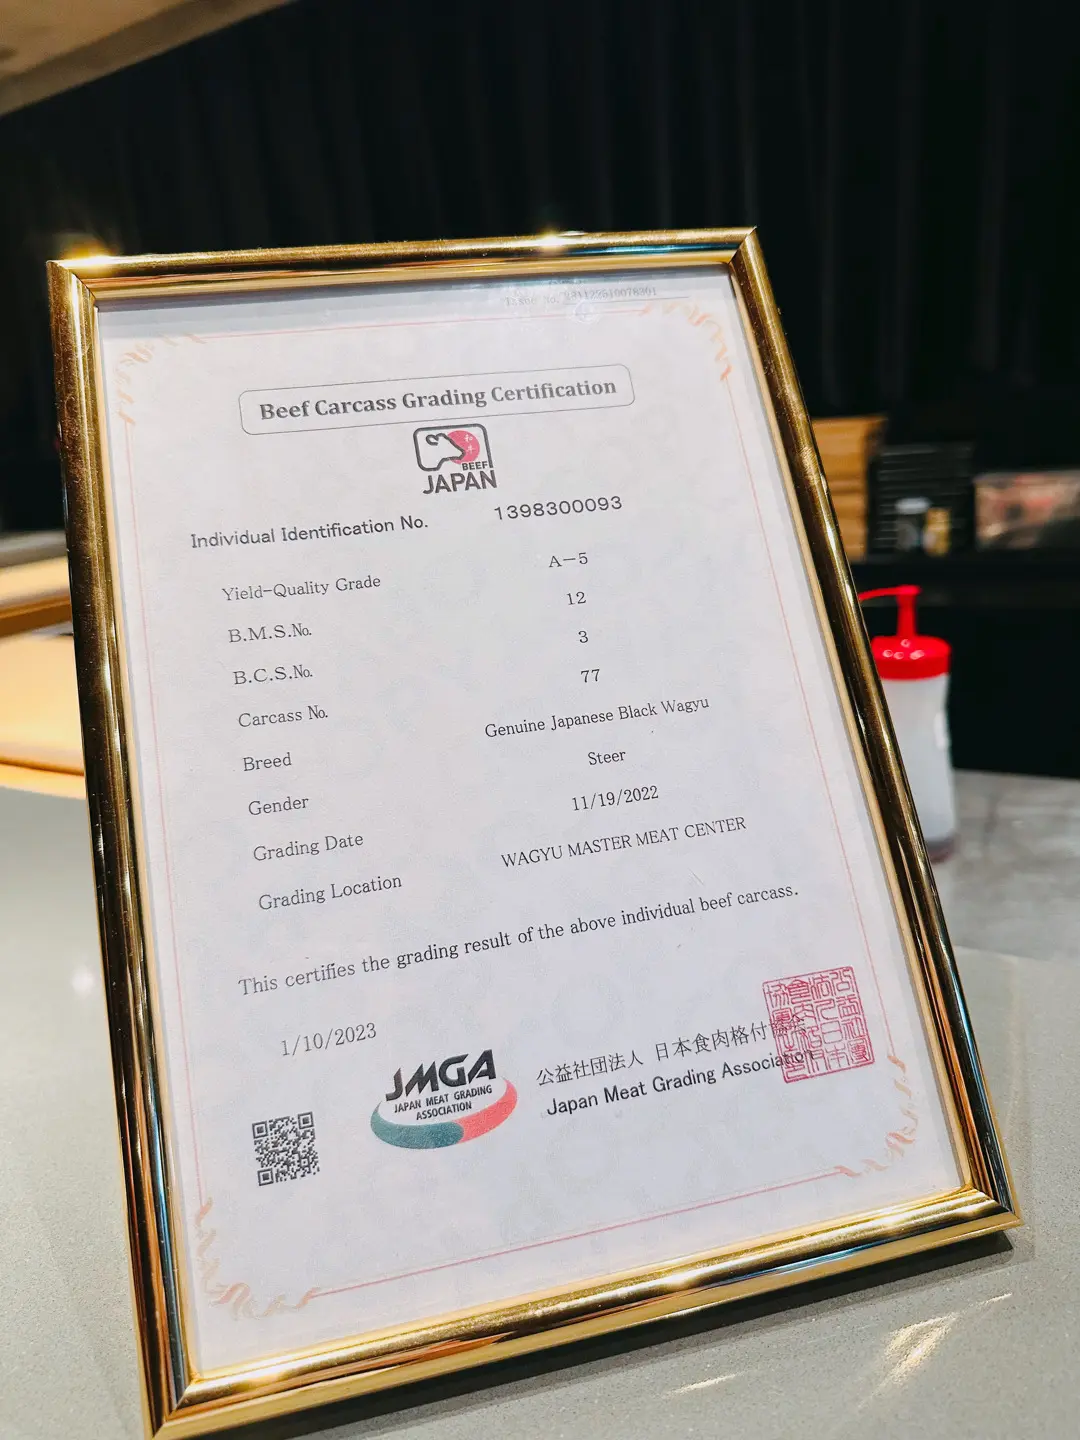 Beef Carcass Grading Certification
BEEF
JAPAN
Individual Identification No. 1398300093
Yield-Quality Grade A-5
B.M.S.No. 12
B.C.S.No. 3
Carcass No. 77
Breed Genuine Japanese Black Wagyu
Gender Steer
Grading Date 11/19/2022
Grading Location WAGYU MASTER MEAT CENTER
This certifies the grading result of the above individual beef carcass.
1/10/2023
JMGA
JAPAN MEAT GRADING
ASSOCIATION
公益社団法人 日本食肉格付
Japan Meat Grading Association